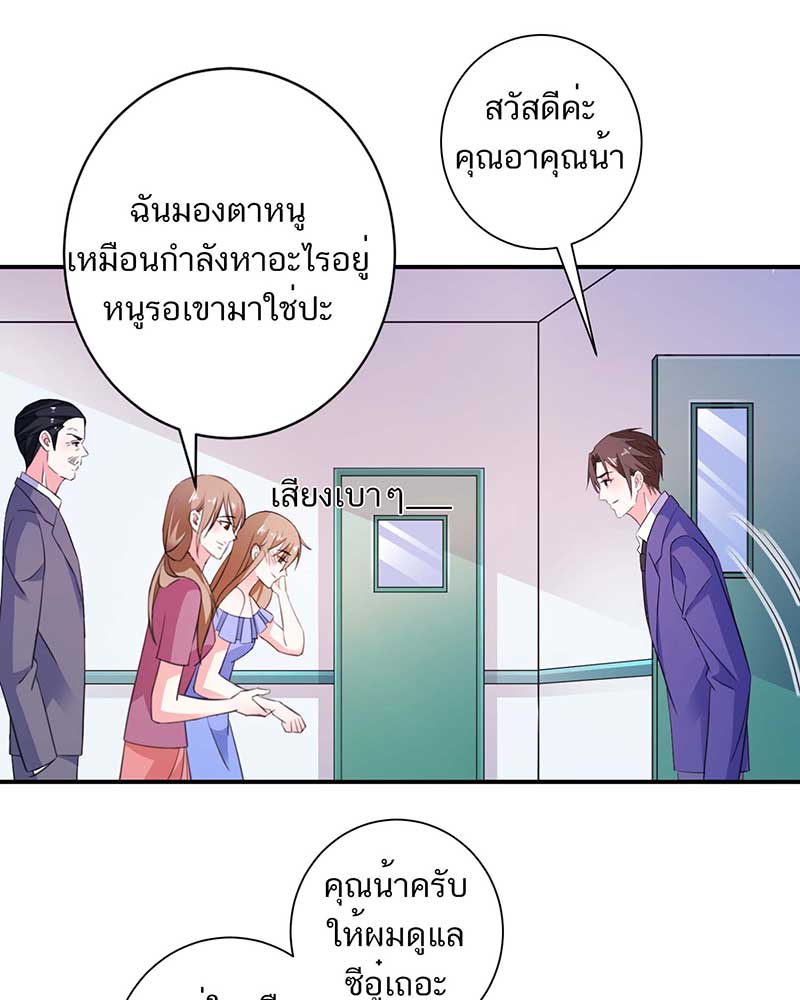 สวัสดีค่ะ
คุณอาคุณน้า
ฉันมองตาหนู
เหมือนกำลังหาอะไรอยู่
หนูรอเขามาใช่ปะ
เสียงเบาๆ
คุณน้าครับ
ให้ผมดูแล
ซีอู๋เถอะ